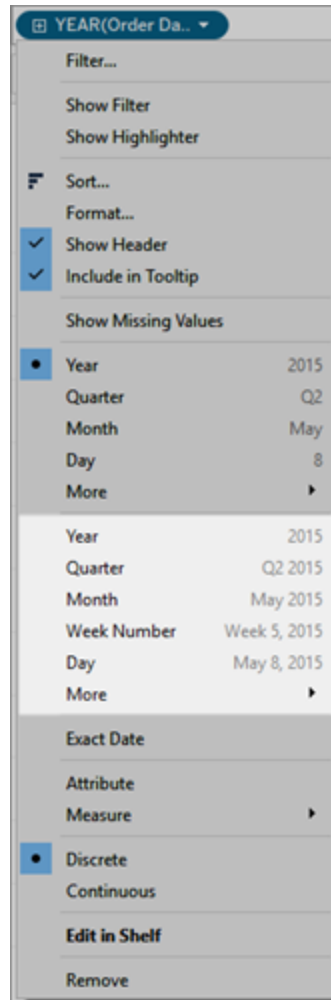 YEAR(Order Da..
Filter...
Show Filter
Show Highlighter
Sort...
Format...
Show Header
Include in Tooltip
Show Missing Values
Year 2015
Quarter Q2
Month May
Day 8
More
Year 2015
Quarter Q2 2015
Month May 2015
Week Number Week 5, 2015
Day May 8, 2015
More
Exact Date
Attribute
Measure
Discrete
Continuous
Edit in Shelf
Remove